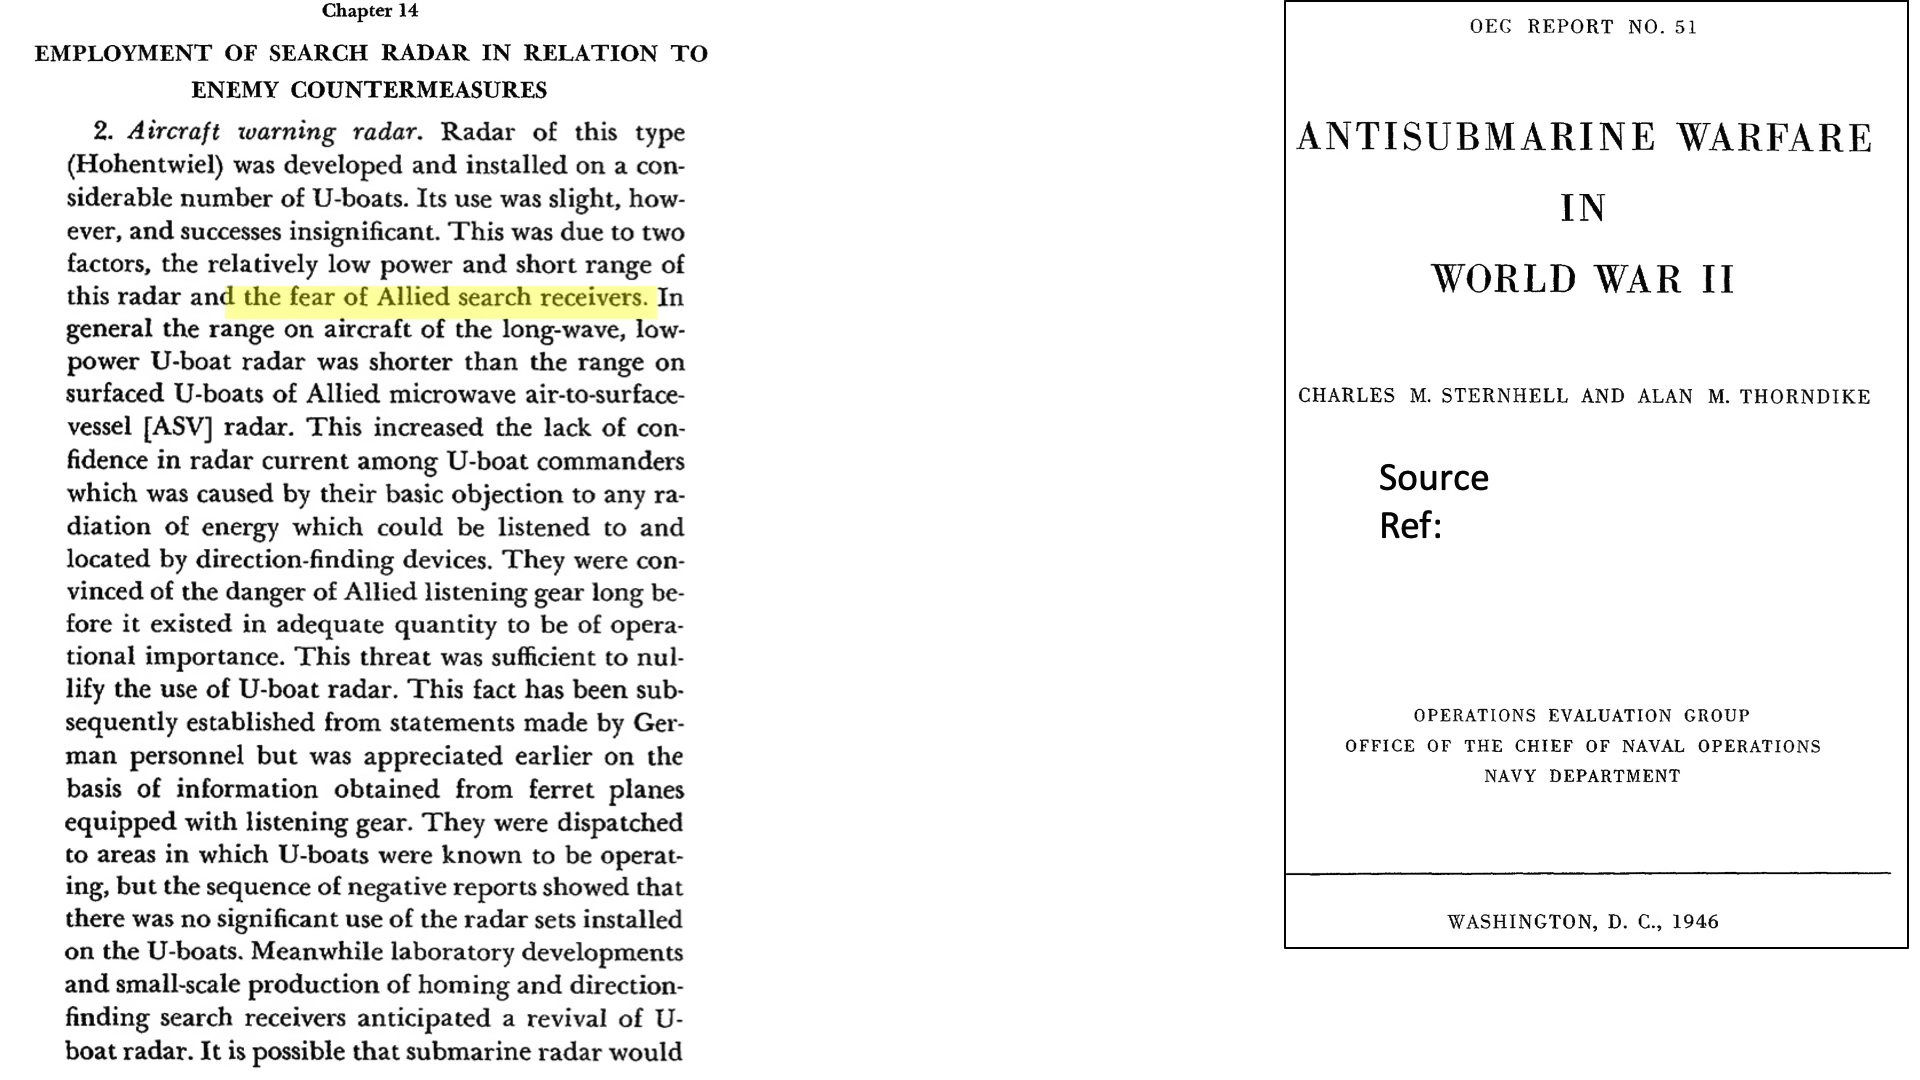 Chapter 14
EMPLOYMENT OF SEARCH RADAR IN RELATION TO
ENEMY COUNTERMEASURES
2. Aircraft warning radar. Radar of this type
(Hohentwiel) was developed and installed on a con-
siderable number of U-boats. Its use was slight, how-
ever, and successes insignificant. This was due to two
factors, the relatively low power and short range of
this radar and the fear of Allied search receivers. In
general the range on aircraft of the long-wave, low-
power U-boat radar was shorter than the range on
surfaced U-boats of Allied microwave air-to-surface-
vessel [ASV] radar. This increased the lack of con-
fidence in radar current among U-boat commanders
which was caused by their basic objection to any ra-
diation of energy which could be listened to and
located by direction-finding devices. They were con-
vinced of the danger of Allied listening gear long be-
fore it existed in adequate quantity to be of opera-
tional importance. This threat was sufficient to nul-
lify the use of U-boat radar. This fact has been sub-
sequently established from statements made by Ger-
man personnel but was appreciated earlier on the
basis of information obtained from ferret planes
equipped with listening gear. They were dispatched
to areas in which U-boats were known to be operat-
ing, but the sequence of negative reports showed that
there was no significant use of the radar sets installed
on the U-boats. Meanwhile laboratory developments
and small-scale production of homing and direction-
finding search receivers anticipated a revival of U-
boat radar. It is possible that submarine radar would
OEG REPORT NO. 51
ANTISUBMARINE WARFARE
IN
WORLD WAR II
CHARLES M. STERNHELL AND ALAN M. THORNDIKE
Source
Ref:
OPERATIONS EVALUATION GROUP
OFFICE OF THE CHIEF OF NAVAL OPERATIONS
NAVY DEPARTMENT
WASHINGTON, D. C., 1946